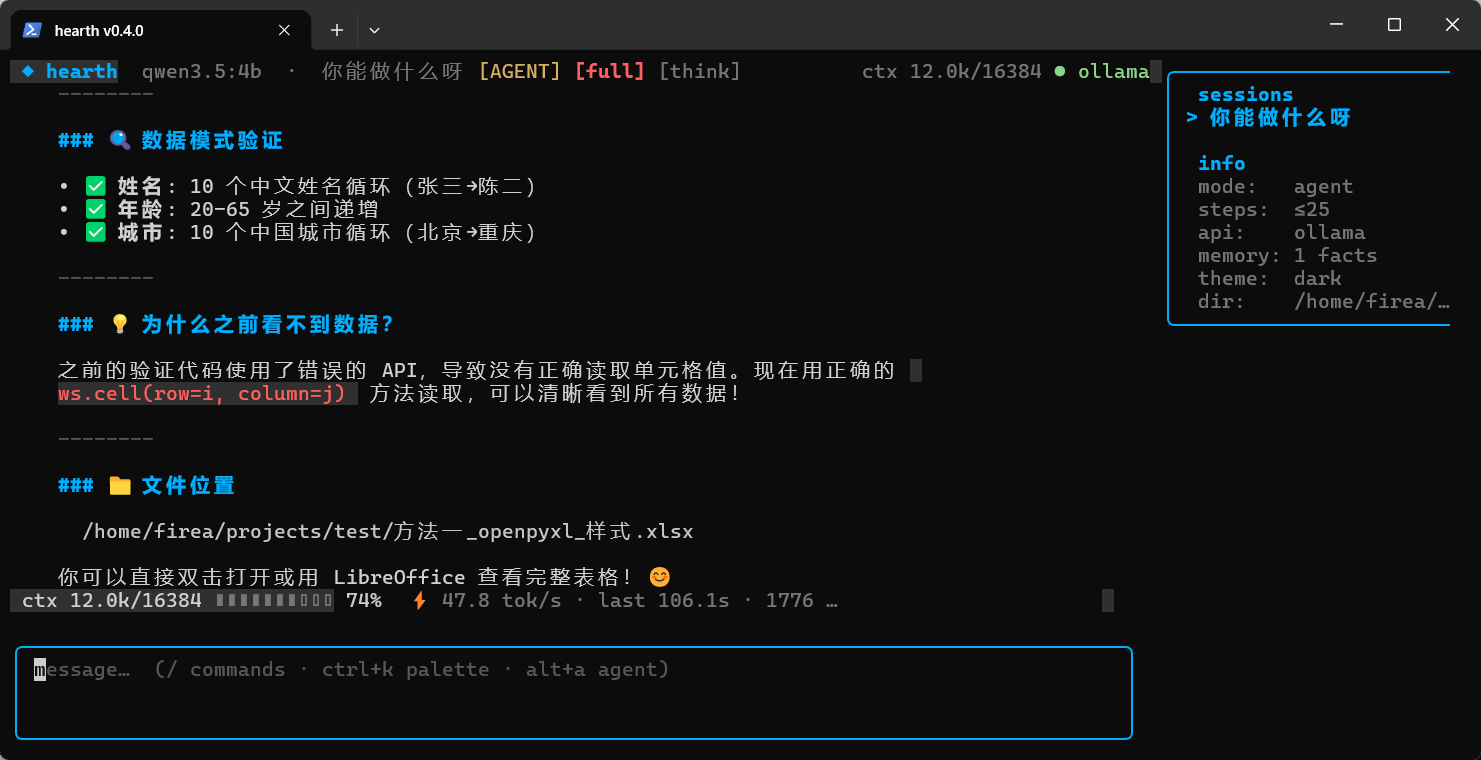 hearth v0.4.0
◆ hearth  qwen3.5:4b  ·  你能做什么呀 [AGENT] [full] [think]  ctx 12.0k/16384 ● ollama
────────
### 🔍 数据模式验证
• ✅ 姓名: 10 个中文姓名循环 (张三→陈二)
• ✅ 年龄: 20-65 岁之间递增
• ✅ 城市: 10 个中国城市循环 (北京→重庆)
────────
### 💡 为什么之前看不到数据?
之前的验证代码使用了错误的 API, 导致没有正确读取单元格值。现在用正确的
ws.cell(row=i, column=j) 方法读取, 可以清晰看到所有数据!
────────
### 📁 文件位置
/home/firea/projects/test/方法一_openpyxl_样式.xlsx
你可以直接双击打开或用 LibreOffice 查看完整表格! 😊
ctx 12.0k/16384 ▮▮▮▮▮▮▮▯▯▯ 74%  ⚡ 47.8 tok/s · last 106.1s · 1776 …
message…  (/ commands · ctrl+k palette · alt+a agent)
sessions
> 你能做什么呀
info
mode:   agent
steps:  ≤25
api:    ollama
memory: 1 facts
theme:  dark
dir:    /home/firea/…